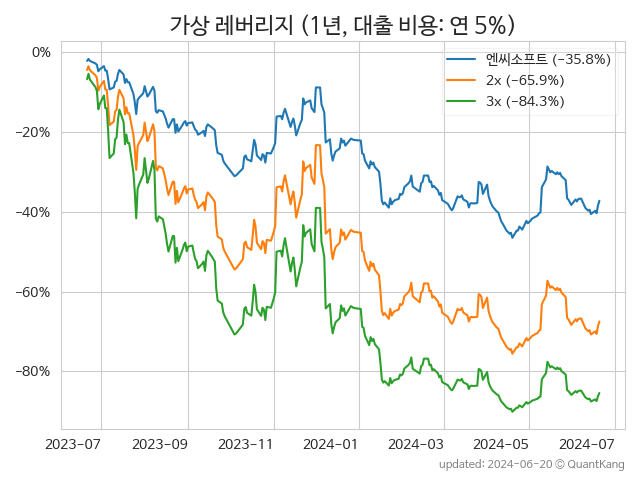 가상 레버리지 (1년, 대출 비용: 연 5%)
0%
−20%
−40%
−60%
−80%
엔씨소프트 (−35.8%)
2x (−65.9%)
3x (−84.3%)
2023-07
2023-09
2023-11
2024-01
2024-03
2024-05
2024-07
updated: 2024-06-20 © QuantKang